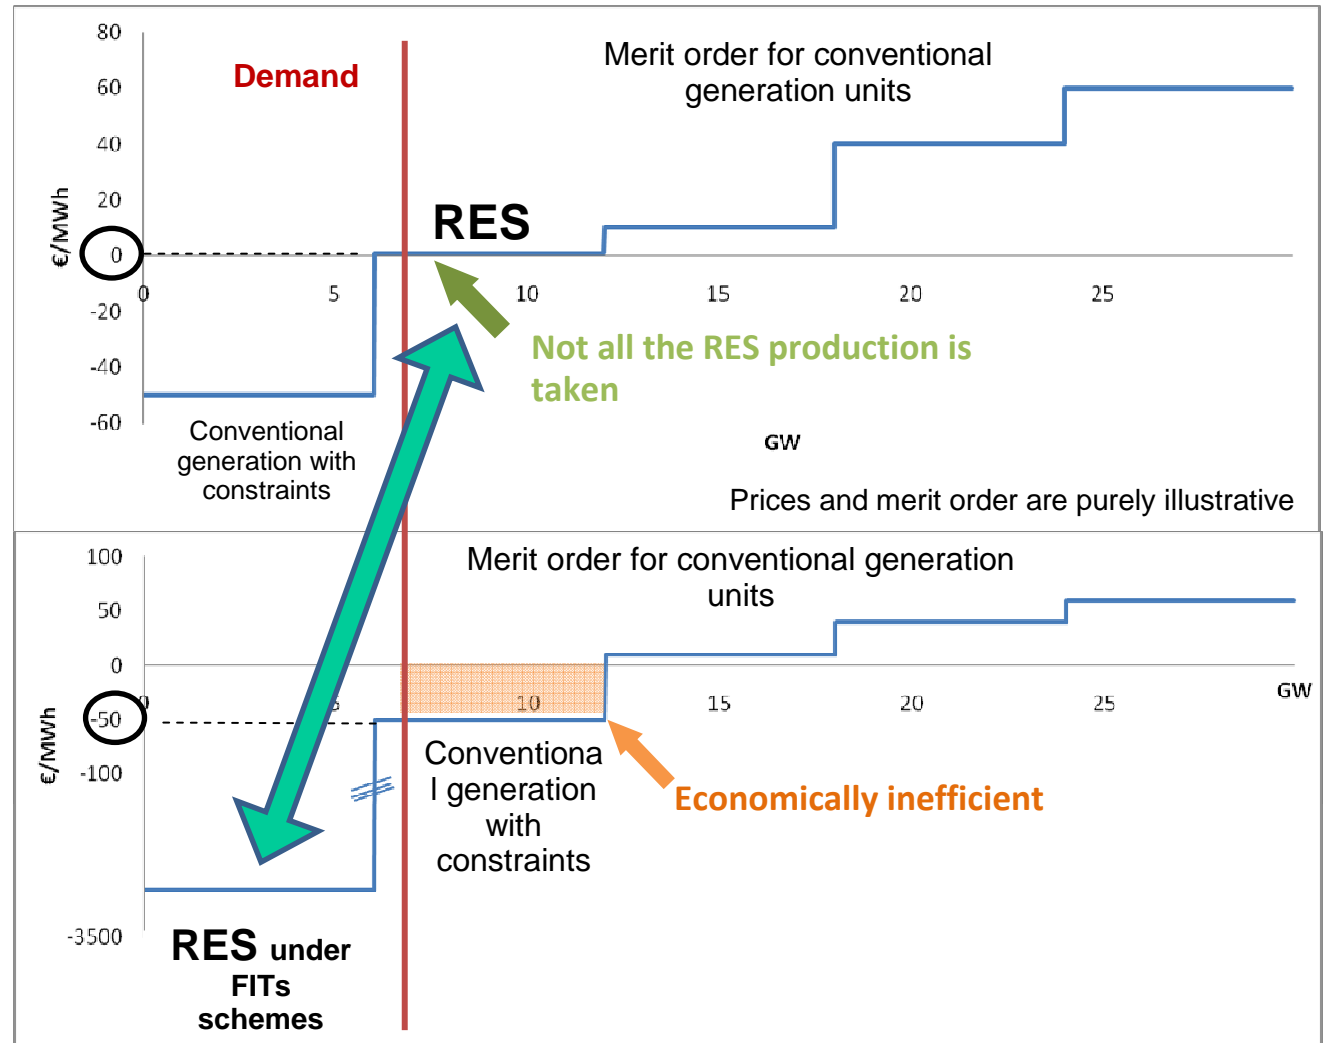 80
Merit order for conventional
generation units
Demand
60
40
20
RES
€/MWh
0
0
5
10
15
20
25
-20
Not all the RES production is
taken
-40
-60
Conventional
generation with
constraints
GW
Prices and merit order are purely illustrative
100
Merit order for conventional generation
units
50
0
0
5
10
15
20
25
GW
-50
€/MWh
-100
Conventiona
l generation
with
constraints
Economically inefficient
-3500
RES under
FITs
schemes